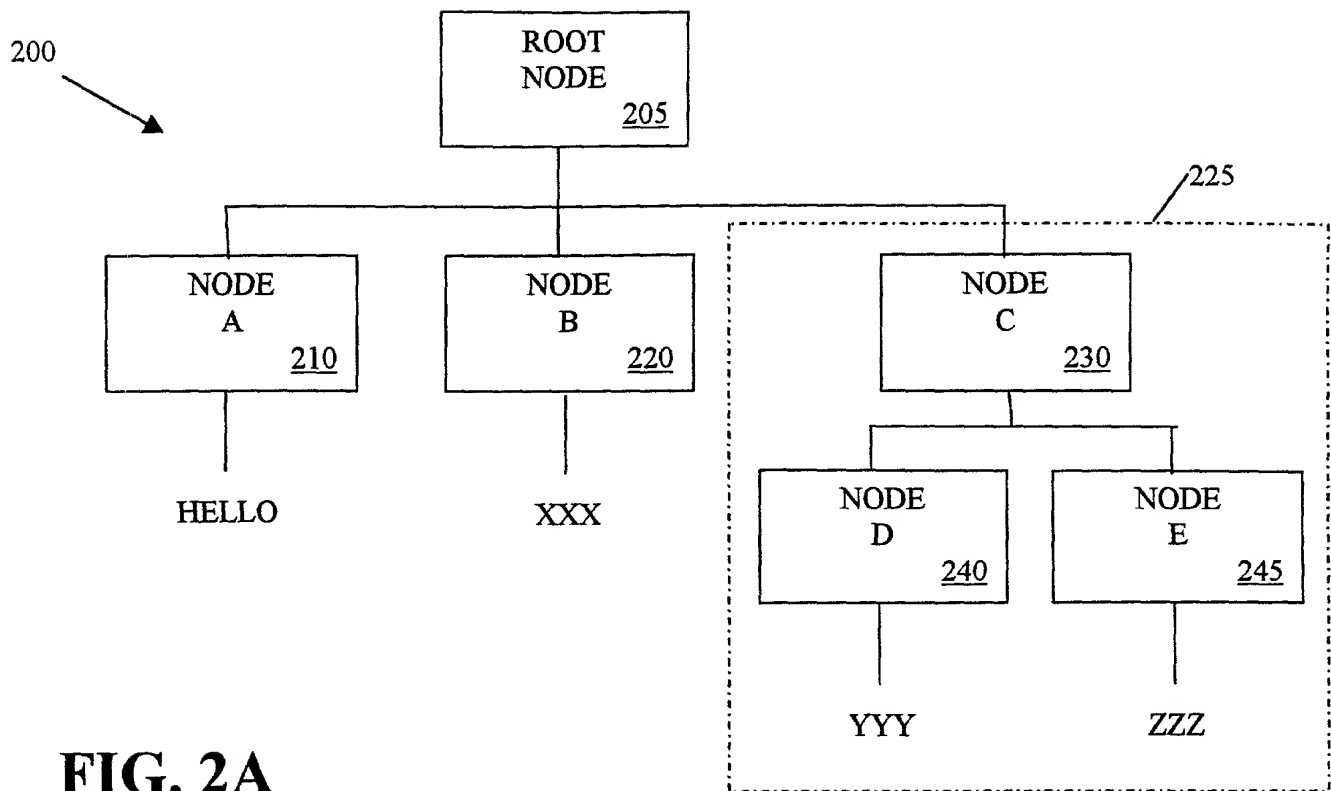 200
ROOT
NODE
205
225
NODE
A
210
NODE
B
220
NODE
C
230
HELLO
XXX
NODE
D
240
NODE
E
245
YYY
ZZZ
FIG. 2A